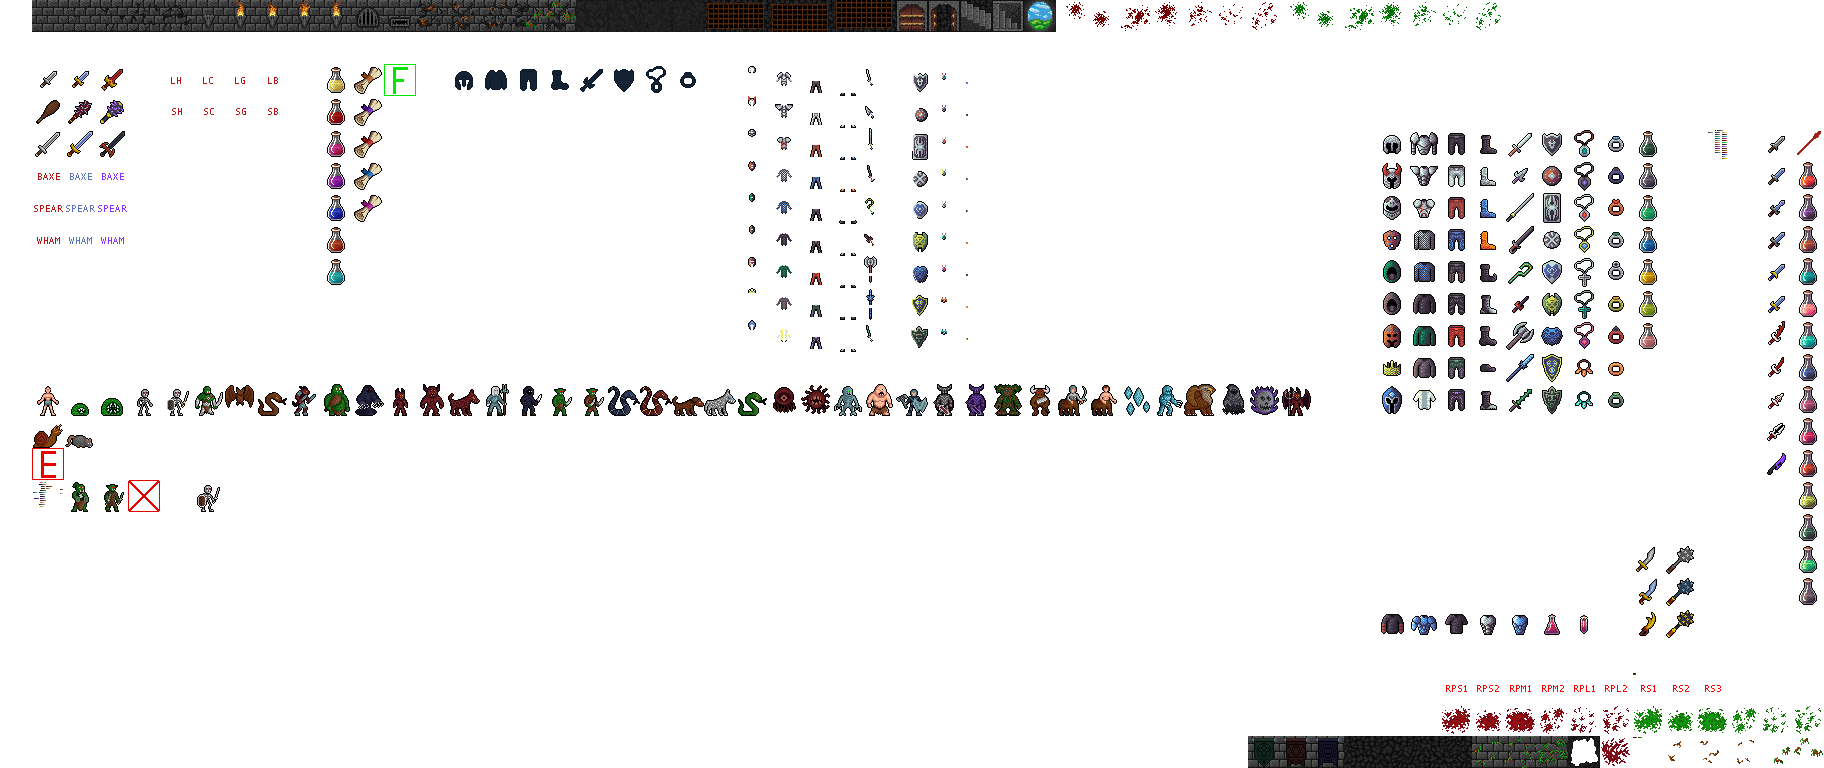 F
LH LC LG LB
SH SC SG SB
BAXE BAXE BAXE
SPEAR SPEAR SPEAR
WHAM WHAM WHAM
E
RPS1 RPS2 RPM1 RPM2 RPL1 RPL2 RS1 RS2 RS3